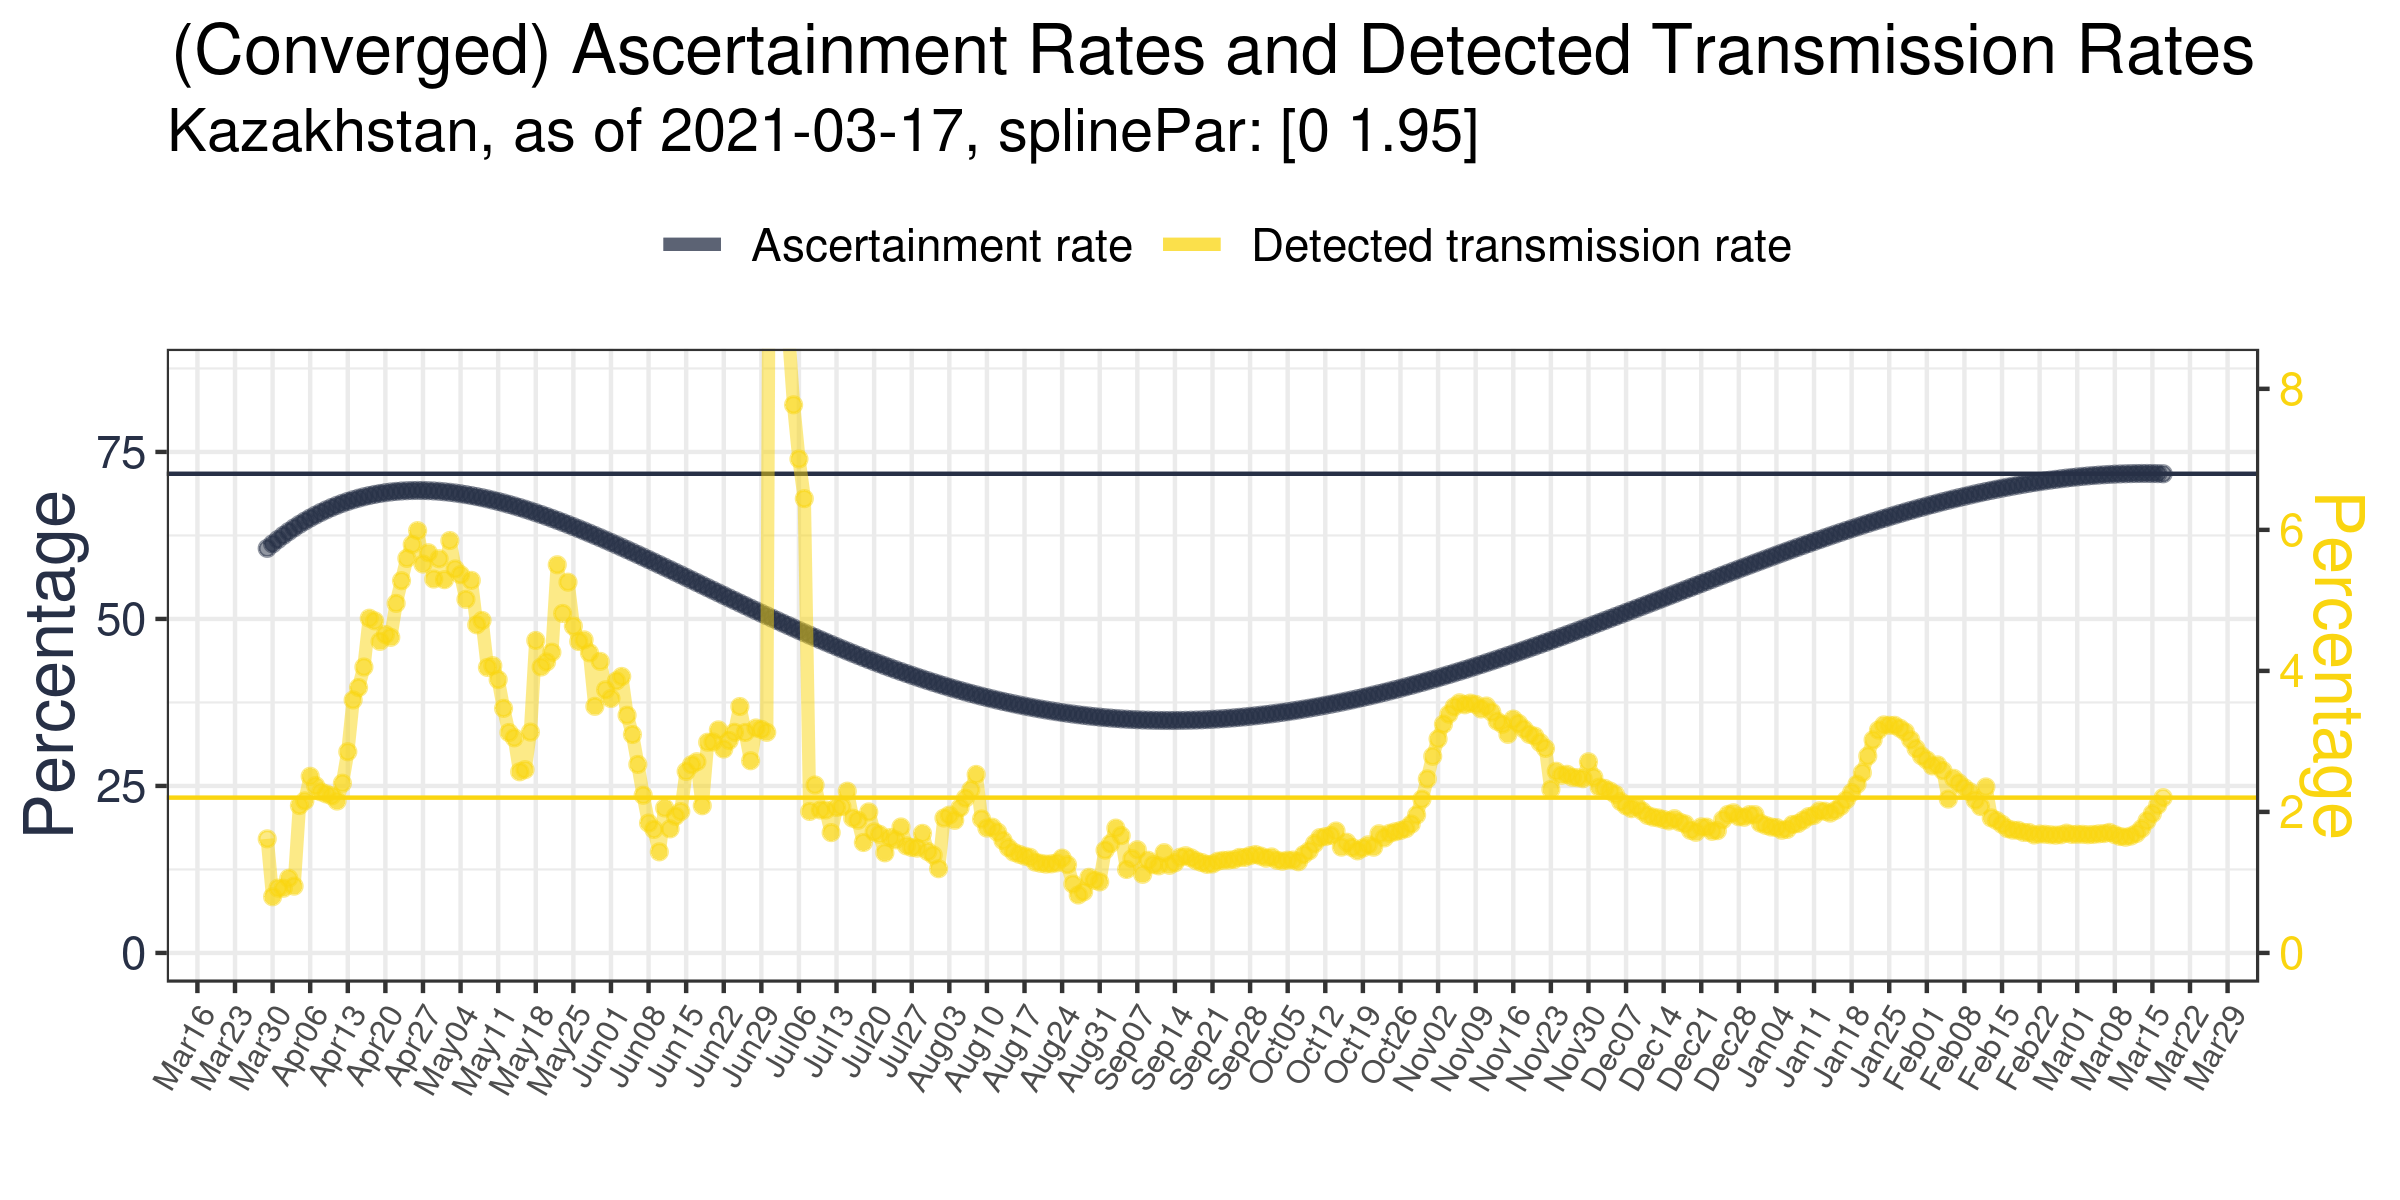 (Converged) Ascertainment Rates and Detected Transmission Rates
Kazakhstan, as of 2021-03-17, splinePar: [0 1.95]
Ascertainment rate
Detected transmission rate
Percentage
75
50
25
0
8
6
4
2
0
Percentage
Mar16
Mar23
Mar30
Apr06
Apr13
Apr20
Apr27
May04
May11
May18
May25
Jun01
Jun08
Jun15
Jun22
Jun29
Jul06
Jul13
Jul20
Jul27
Aug03
Aug10
Aug17
Aug24
Aug31
Sep07
Sep14
Sep21
Sep28
Oct05
Oct12
Oct19
Oct26
Nov02
Nov09
Nov16
Nov23
Nov30
Dec07
Dec14
Dec21
Dec28
Jan04
Jan11
Jan18
Jan25
Feb01
Feb08
Feb15
Feb22
Mar01
Mar08
Mar15
Mar22
Mar29